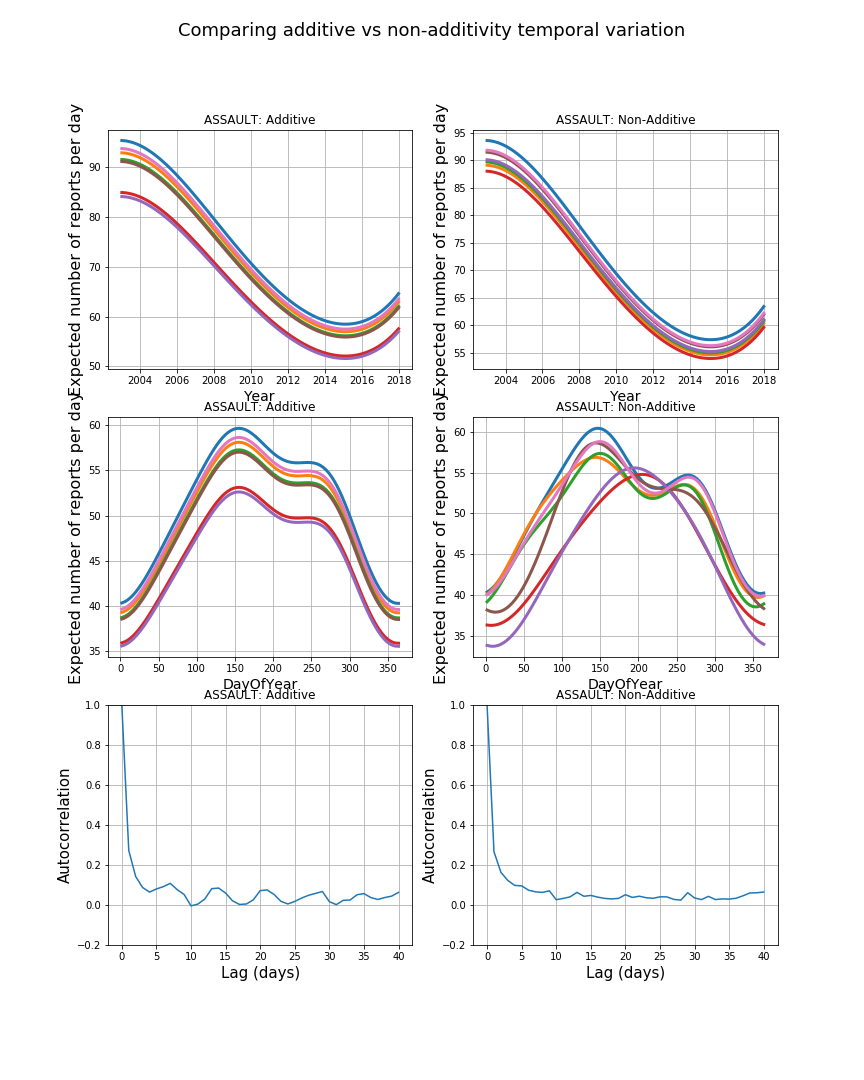 Comparing additive vs non-additivity temporal variation
ASSAULT: Additive
Expected number of reports per day
90
80
70
60
50
2004 2006 2008 2010 2012 2014 2016 2018
Year
ASSAULT: Non-Additive
Expected number of reports per day
95
90
85
80
75
70
65
60
55
2004 2006 2008 2010 2012 2014 2016 2018
Year
ASSAULT: Additive
Expected number of reports per day
60
55
50
45
40
35
0 50 100 150 200 250 300 350
DayOfYear
ASSAULT: Non-Additive
Expected number of reports per day
60
55
50
45
40
35
0 50 100 150 200 250 300 350
DayOfYear
ASSAULT: Additive
Autocorrelation
1.0
0.8
0.6
0.4
0.2
0.0
−0.2
0 5 10 15 20 25 30 35 40
Lag (days)
ASSAULT: Non-Additive
Autocorrelation
1.0
0.8
0.6
0.4
0.2
0.0
−0.2
0 5 10 15 20 25 30 35 40
Lag (days)